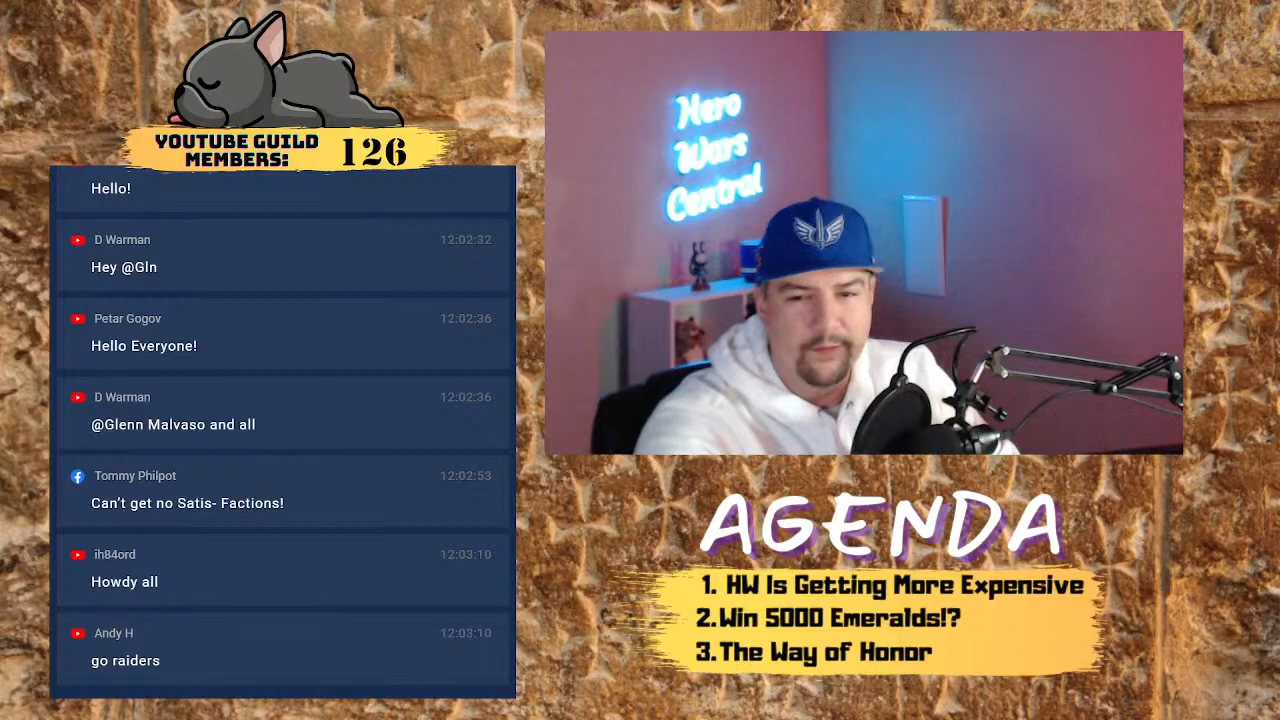 YOUTUBE GUILD
MEMBERS:
126
Hello!
D Warman
12:02:32
Hey @Gln
Petar Gogov
12:02:36
Hello Everyone!
D Warman
12:02:36
@Glenn Malvaso and all
Tommy Philpot
12:02:53
Can't get no Satis- Factions!
ih84ord
12:03:10
Howdy all
Andy H
12:03:10
go raiders
Hero
Wars
Central
AGENDA
1. HW Is Getting More Expensive
2.Win 5000 Emeralds!?
3.The Way of Honor